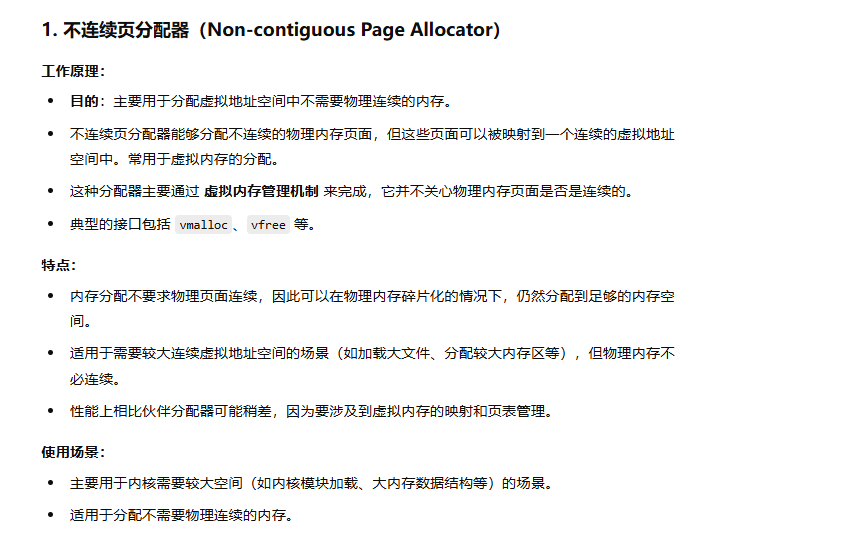 1. 不连续页分配器（Non-contiguous Page Allocator）
工作原理：
• 目的：主要用于分配虚拟地址空间中不需要物理连续的内存。
• 不连续页分配器能够分配不连续的物理内存页面，但这些页面可以被映射到一个连续的虚拟地址
空间中。常用于虚拟内存的分配。
• 这种分配器主要通过 虚拟内存管理机制 来完成，它并不关心物理内存页面是否是连续的。
• 典型的接口包括 vmalloc、vfree 等。
特点：
• 内存分配不要求物理页面连续，因此可以在物理内存碎片化的情况下，仍然分配到足够的内存空
间。
• 适用于需要较大连续虚拟地址空间的场景（如加载大文件、分配较大内存区等），但物理内存不
必连续。
• 性能上相比伙伴分配器可能稍差，因为要涉及到虚拟内存的映射和页表管理。
使用场景：
• 主要用于内核需要较大空间（如内核模块加载、大内存数据结构等）的场景。
• 适用于分配不需要物理连续的内存。